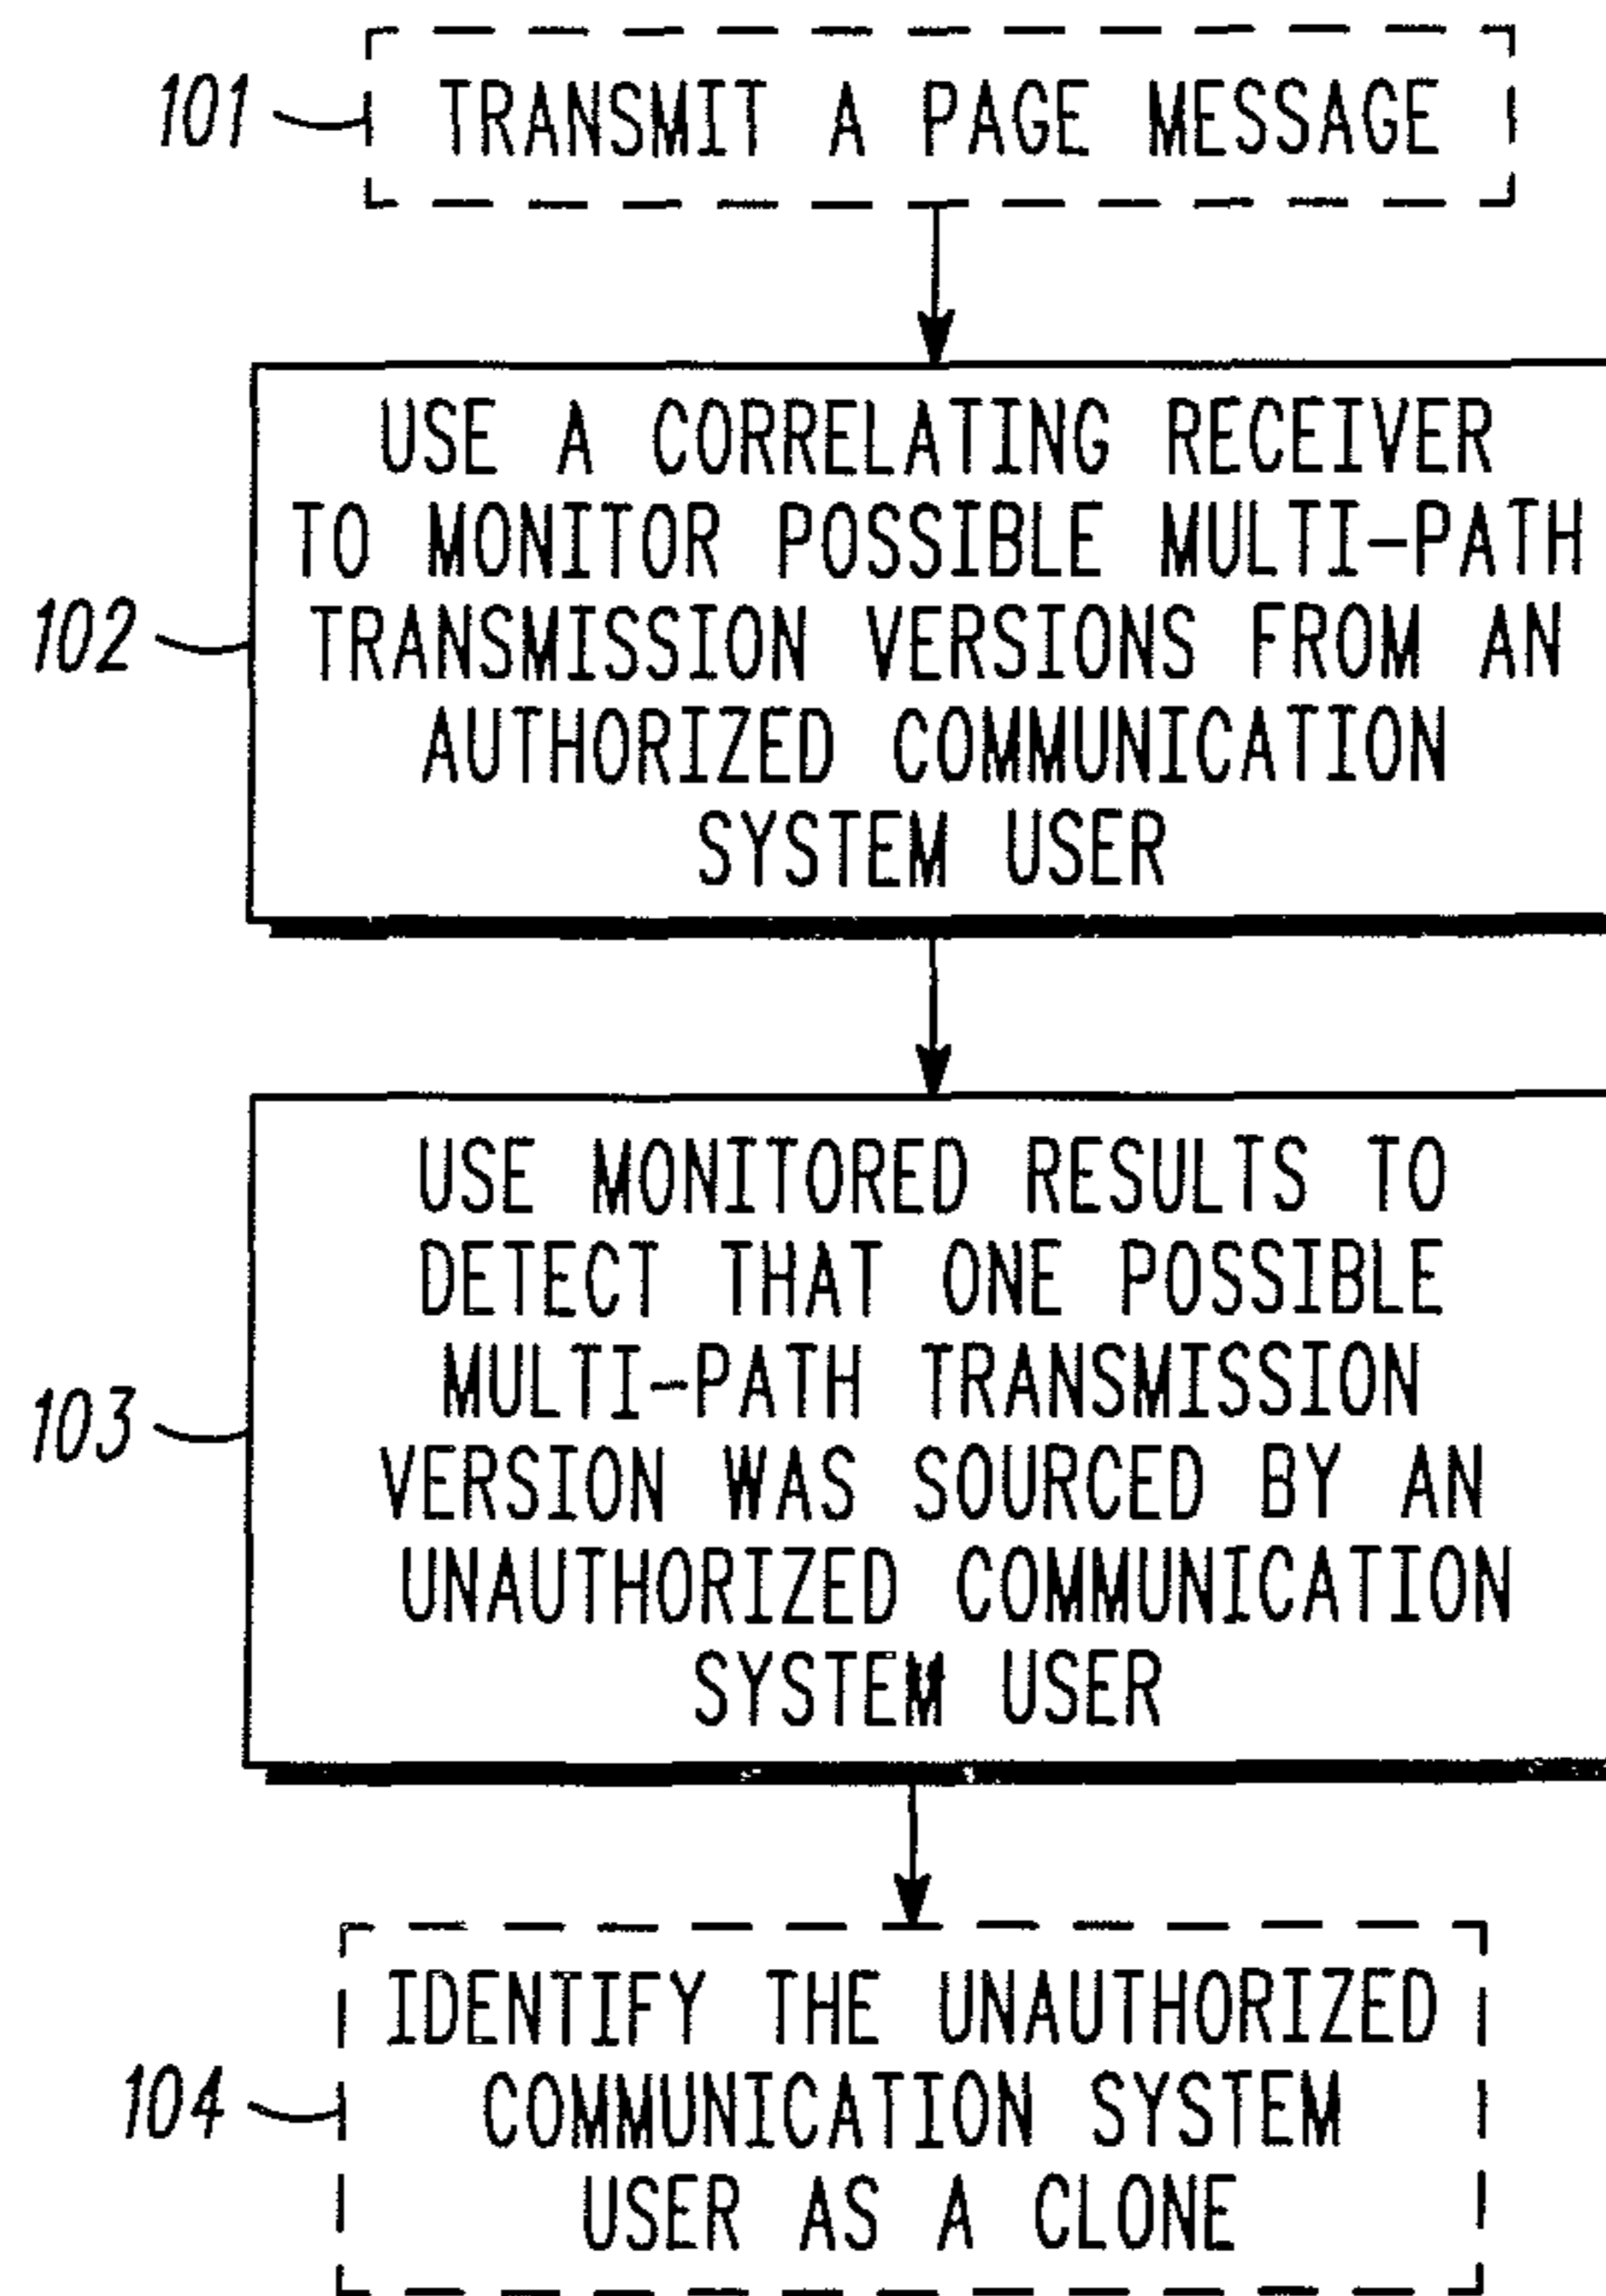 101
TRANSMIT A PAGE MESSAGE
USE A CORRELATING RECEIVER
TO MONITOR POSSIBLE MULTI-PATH
102
TRANSMISSION VERSIONS FROM AN
AUTHORIZED COMMUNICATION
SYSTEM USER
USE MONITORED RESULTS TO
DETECT THAT ONE POSSIBLE
MULTI-PATH TRANSMISSION
103
VERSION WAS SOURCED BY AN
UNAUTHORIZED COMMUNICATION
SYSTEM USER
IDENTIFY THE UNAUTHORIZED
104
COMMUNICATION SYSTEM
USER AS A CLONE